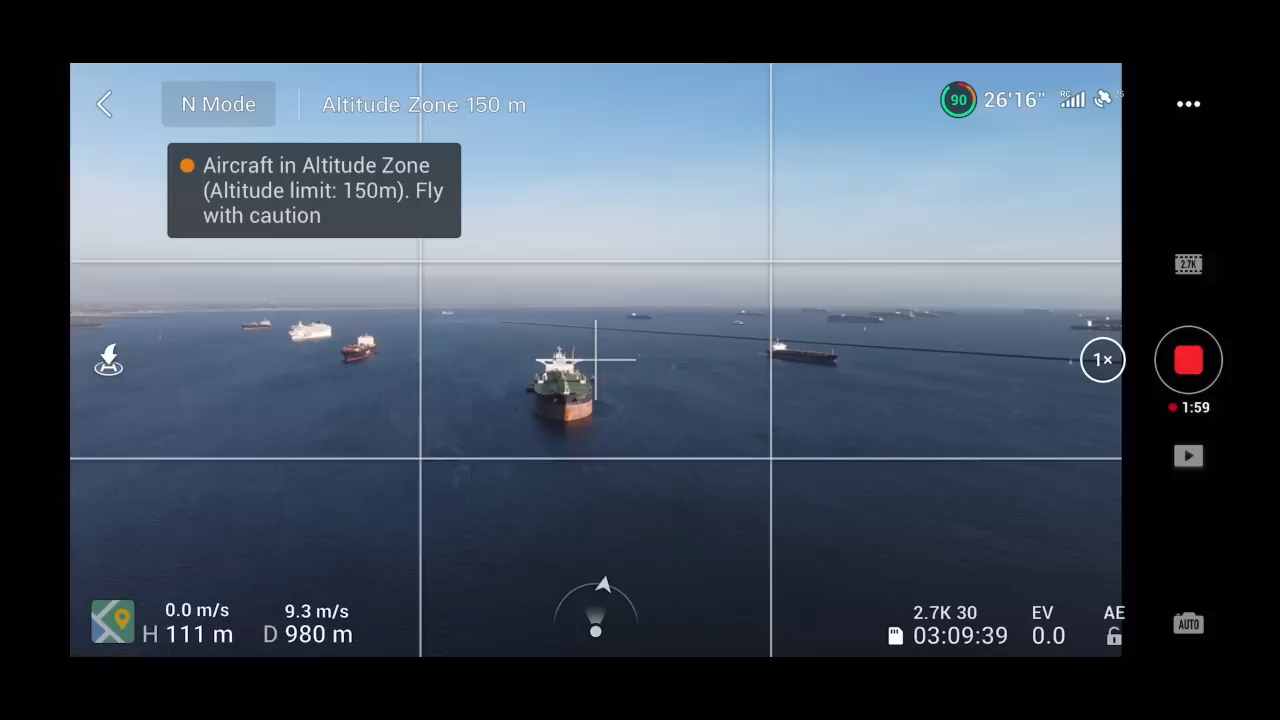 N Mode
Altitude Zone 150 m
90
26'16"
RC
Aircraft in Altitude Zone
(Altitude limit: 150m). Fly
with caution
2.7K
1×
1:59
0.0 m/s
9.3 m/s
H 111 m
D 980 m
2.7K 30
EV
AE
03:09:39
0.0
AUTO